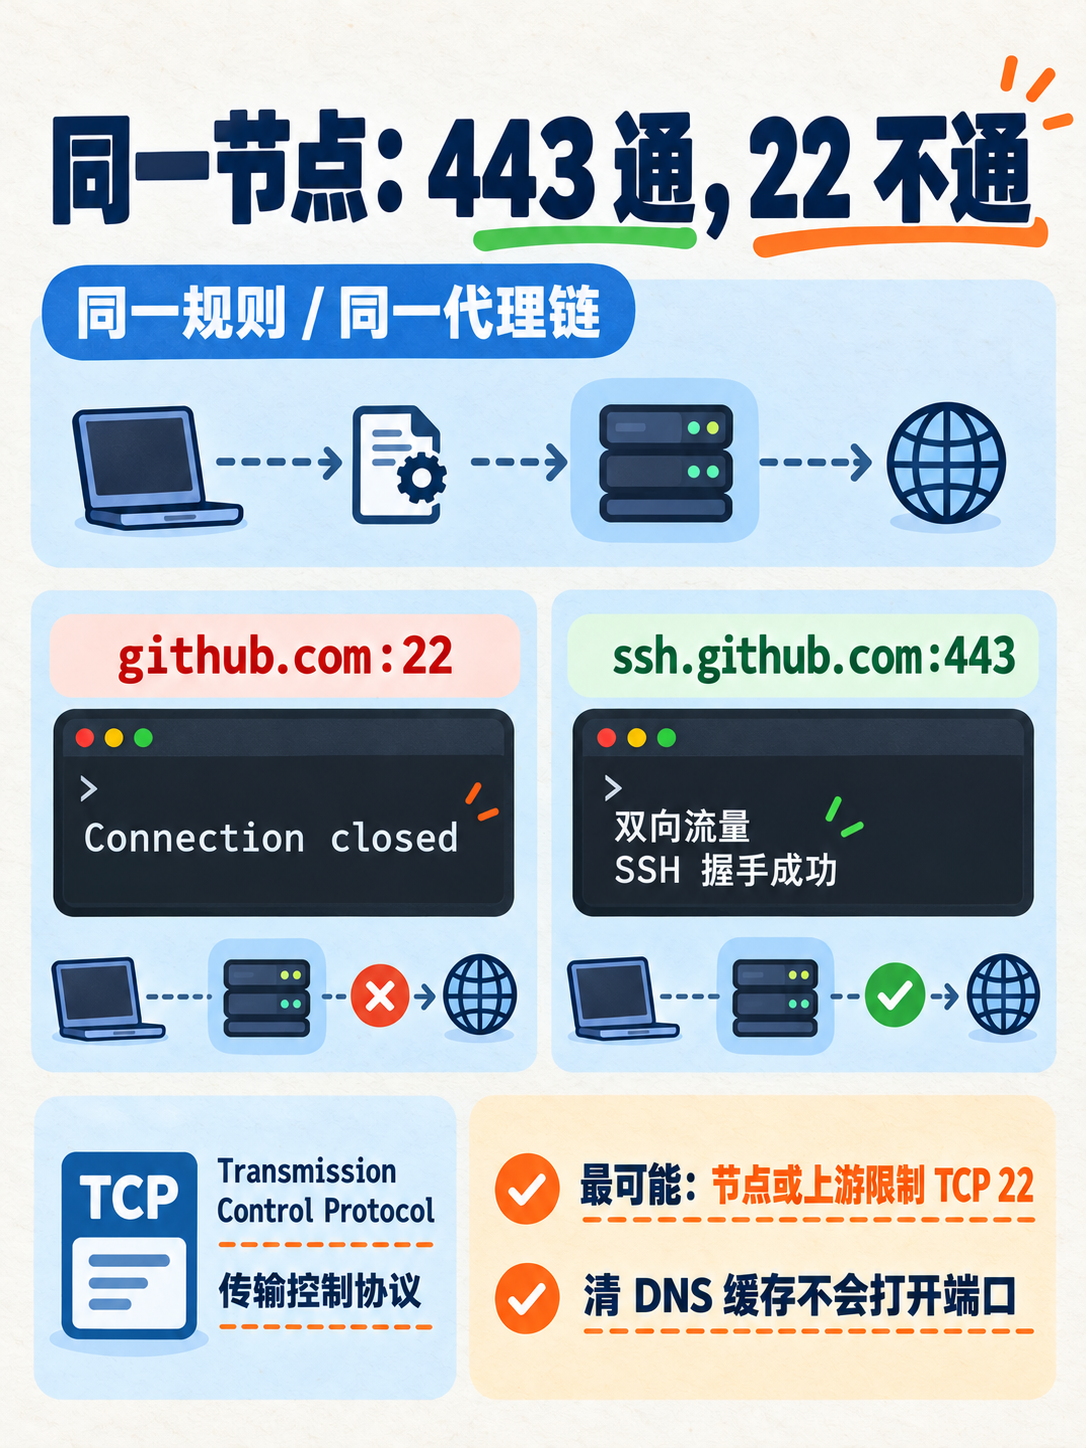 同一节点：443 通，22 不通
同一规则 / 同一代理链
github.com:22
ssh.github.com:443
>
Connection closed
>
双向流量
SSH 握手成功
TCP
Transmission
Control Protocol
传输控制协议
最可能：节点或上游限制 TCP 22
清 DNS 缓存不会打开端口